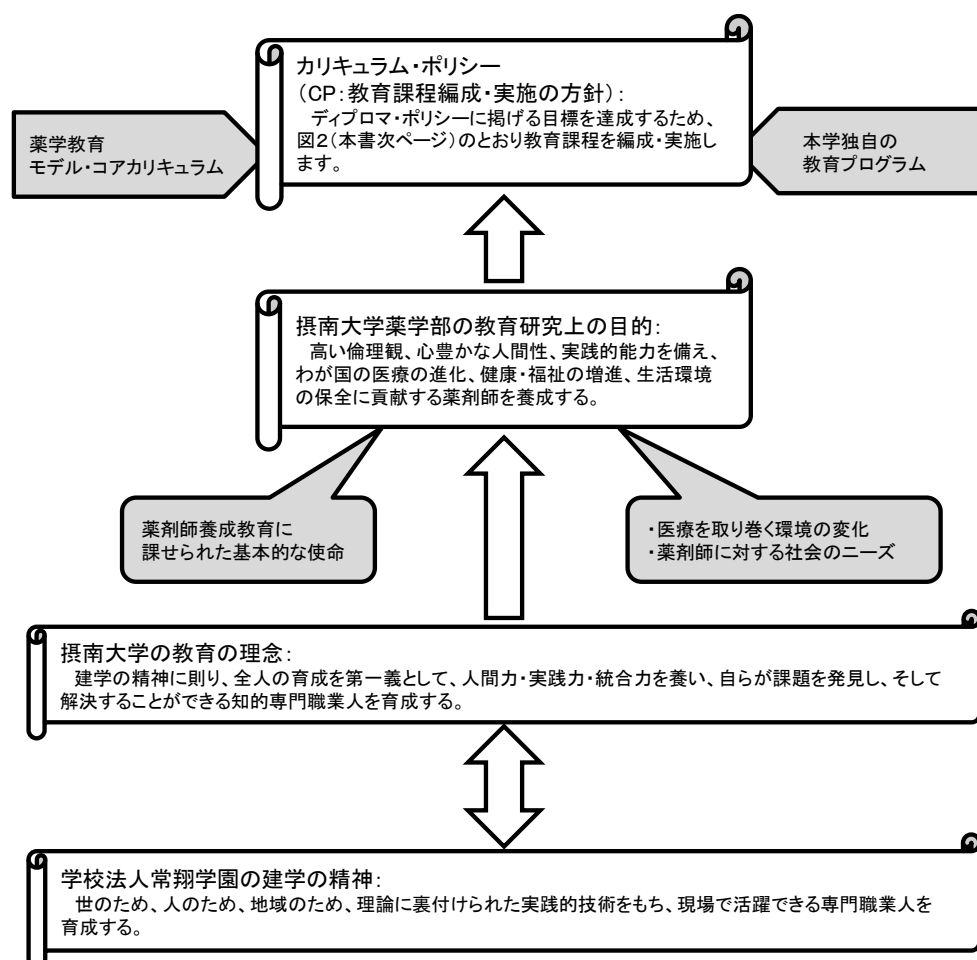 カリキュラム・ポリシー
(CP:教育課程編成・実施の方針):
ディプロマ・ポリシーに掲げる目標を達成するため、
図2(本書次ページ)のとおり教育課程を編成・実施し
ます。
薬学教育
モデル・コアカリキュラム
本学独自の
教育プログラム
摂南大学薬学部の教育研究上の目的:
高い倫理観、心豊かな人間性、実践的能力を備え、
わが国の医療の進化、健康・福祉の増進、生活環境
の保全に貢献する薬剤師を養成する。
薬剤師養成教育に
課せられた基本的な使命
・医療を取り巻く環境の変化
・薬剤師に対する社会のニーズ
摂南大学の教育の理念:
建学の精神に則り、全人の育成を第一義として、人間力・実践力・統合力を養い、自らが課題を発見し、そして
解決することができる知的専門職業人を育成する。
学校法人常翔学園の建学の精神:
世のため、人のため、地域のため、理論に裏付けられた実践的技術をもち、現場で活躍できる専門職業人を
育成する。